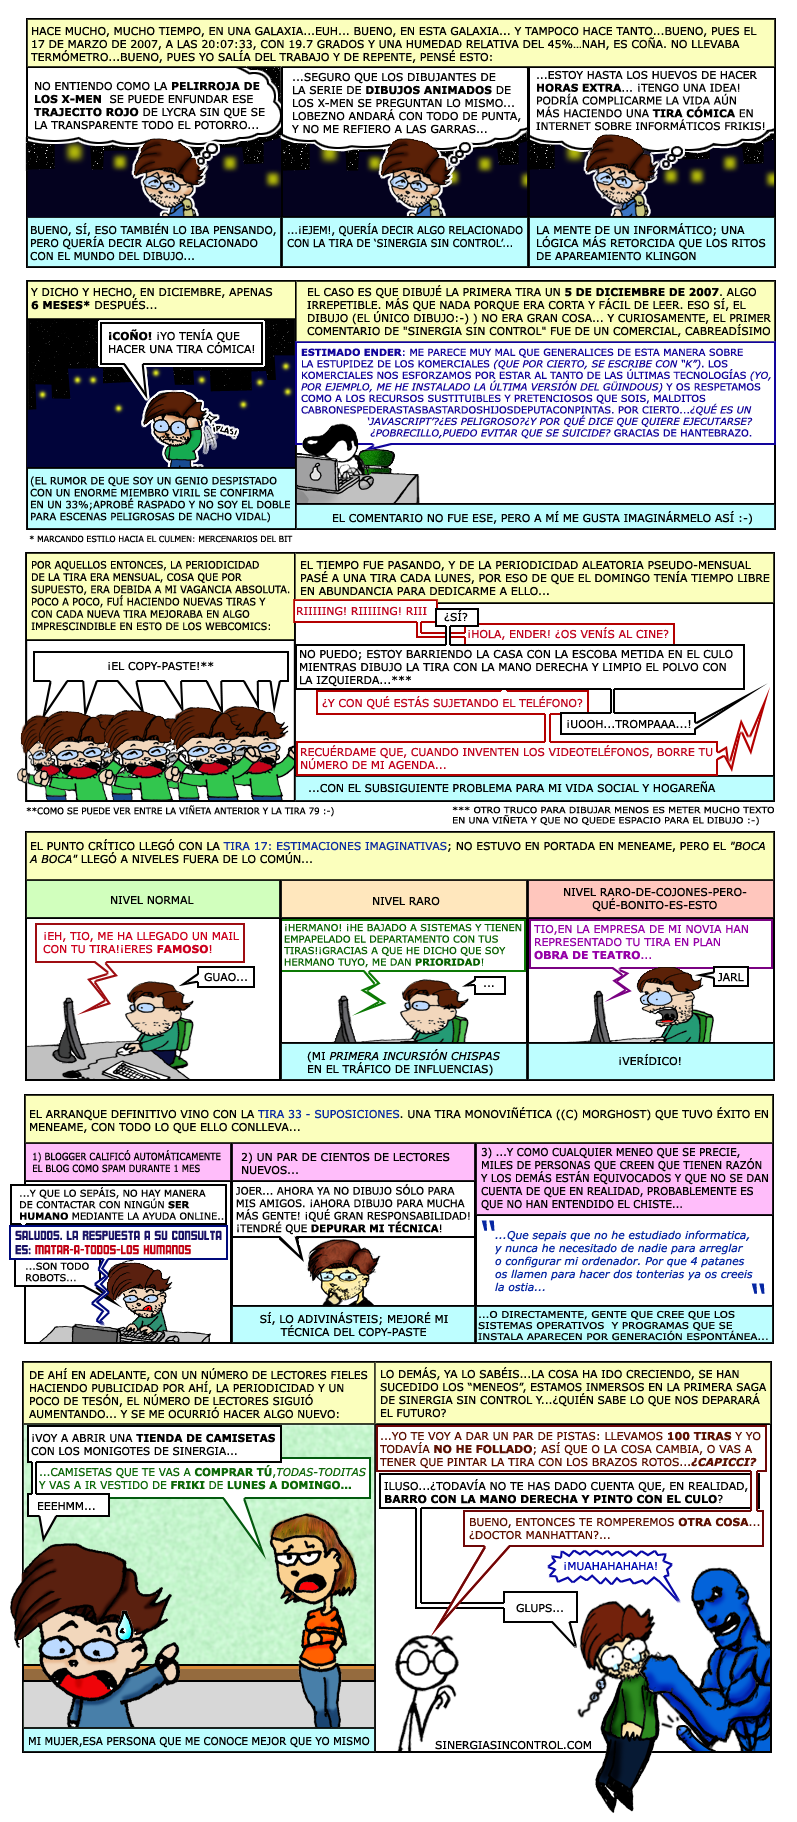 HACE MUCHO, MUCHO TIEMPO, EN UNA GALAXIA...EUH... BUENO, EN ESTA GALAXIA... Y TAMPOCO HACE TANTO...BUENO, PUES EL
17 DE MARZO DE 2007, A LAS 20:07:33, CON 19.7 GRADOS Y UNA HUMEDAD RELATIVA DEL 45%...NAH, ES COÑA. NO LLEVABA
TERMÓMETRO...BUENO, PUES YO SALÍA DEL TRABAJO Y DE REPENTE, PENSÉ ESTO:
NO ENTIENDO COMO LA PELIRROJA DE
LOS X-MEN SE PUEDE ENFUNDAR ESE
TRAJECITO ROJO DE LYCRA SIN QUE SE
LA TRANSPARENTE TODO EL POTORRO...
BUENO, SÍ, ESO TAMBIÉN LO IBA PENSANDO,
PERO QUERÍA DECIR ALGO RELACIONADO
CON EL MUNDO DEL DIBUJO...
...SEGURO QUE LOS DIBUJANTES DE
LA SERIE DE DIBUJOS ANIMADOS DE
LOS X-MEN SE PREGUNTAN LO MISMO...
LOBEZNO ANDARÁ CON TODO DE PUNTA,
Y NO ME REFIERO A LAS GARRAS...
...¡EJEM!, QUERÍA DECIR ALGO RELACIONADO
CON LA TIRA DE 'SINERGIA SIN CONTROL'...
...ESTOY HASTA LOS HUEVOS DE HACER
HORAS EXTRA... ¡TENGO UNA IDEA!
PODRÍA COMPLICARME LA VIDA AÚN
MÁS HACIENDO UNA TIRA CÓMICA EN
INTERNET SOBRE INFORMÁTICOS FRIKIS!
LA MENTE DE UN INFORMÁTICO; UNA
LÓGICA MÁS RETORCIDA QUE LOS RITOS
DE APAREAMIENTO KLINGON
Y DICHO Y HECHO, EN DICIEMBRE, APENAS
6 MESES* DESPUÉS...
¡COÑO! ¡YO TENÍA QUE
HACER UNA TIRA CÓMICA!
PLAS!
(EL RUMOR DE QUE SOY UN GENIO DESPISTADO
CON UN ENORME MIEMBRO VIRIL SE CONFIRMA
EN UN 33%;APROBÉ RASPADO Y NO SOY EL DOBLE
PARA ESCENAS PELIGROSAS DE NACHO VIDAL)
* MARCANDO ESTILO HACIA EL CULMEN: MERCENARIOS DEL BIT
EL CASO ES QUE DIBUJÉ LA PRIMERA TIRA UN 5 DE DICIEMBRE DE 2007. ALGO
IRREPETIBLE. MÁS QUE NADA PORQUE ERA CORTA Y FÁCIL DE LEER. ESO SÍ, EL
DIBUJO (EL ÚNICO DIBUJO:-) ) NO ERA GRAN COSA... Y CURIOSAMENTE, EL PRIMER
COMENTARIO DE "SINERGIA SIN CONTROL" FUE DE UN COMERCIAL, CABREADÍSIMO
ESTIMADO ENDER: ME PARECE MUY MAL QUE GENERALICES DE ESTA MANERA SOBRE
LA ESTUPIDEZ DE LOS KOMERCIALES (QUE POR CIERTO, SE ESCRIBE CON "K"). LOS
KOMERCIALES NOS ESFORZAMOS POR ESTAR AL TANTO DE LAS ÚLTIMAS TECNOLOGÍAS (YO,
POR EJEMPLO, ME HE INSTALADO LA ÚLTIMA VERSIÓN DEL GÜINDOUS) Y OS RESPETAMOS
COMO A LOS RECURSOS SUSTITUIBLES Y PRETENCIOSOS QUE SOIS, MALDITOS
CABRONESPEDERASTASBASTARDOSHIJOSDEPUTACONPINTAS. POR CIERTO...¿QUÉ ES UN
'JAVASCRIPT'?¿ES PELIGROSO?¿Y POR QUÉ DICE QUE QUIERE EJECUTARSE?
¿POBRECILLO,PUEDO EVITAR QUE SE SUICIDE? GRACIAS DE HANTEBRAZO.
EL COMENTARIO NO FUE ESE, PERO A MÍ ME GUSTA IMAGINÁRMELO ASÍ :-)
POR AQUELLOS ENTONCES, LA PERIODICIDAD
DE LA TIRA ERA MENSUAL, COSA QUE POR
SUPUESTO, ERA DEBIDA A MI VAGANCIA ABSOLUTA.
POCO A POCO, FUÍ HACIENDO NUEVAS TIRAS Y
CON CADA NUEVA TIRA MEJORABA EN ALGO
IMPRESCINDIBLE EN ESTO DE LOS WEBCOMICS:
¡EL COPY-PASTE!**
**COMO SE PUEDE VER ENTRE LA VIÑETA ANTERIOR Y LA TIRA 79 :-)
EL TIEMPO FUE PASANDO, Y DE LA PERIODICIDAD ALEATORIA PSEUDO-MENSUAL
PASÉ A UNA TIRA CADA LUNES, POR ESO DE QUE EL DOMINGO TENÍA TIEMPO LIBRE
EN ABUNDANCIA PARA DEDICARME A ELLO...
RIIIIING! RIIIIING! RIII
¿SÍ?
¡HOLA, ENDER! ¿OS VENÍS AL CINE?
NO PUEDO; ESTOY BARRIENDO LA CASA CON LA ESCOBA METIDA EN EL CULO
MIENTRAS DIBUJO LA TIRA CON LA MANO DERECHA Y LIMPIO EL POLVO CON
LA IZQUIERDA...***
¿Y CON QUÉ ESTÁS SUJETANDO EL TELÉFONO?
¡UOOH...TROMPAAA...!
RECUÉRDAME QUE, CUANDO INVENTEN LOS VIDEOTELÉFONOS, BORRE TU
NÚMERO DE MI AGENDA...
...CON EL SUBSIGUIENTE PROBLEMA PARA MI VIDA SOCIAL Y HOGAREÑA
*** OTRO TRUCO PARA DIBUJAR MENOS ES METER MUCHO TEXTO
EN UNA VIÑETA Y QUE NO QUEDE ESPACIO PARA EL DIBUJO :-)
EL PUNTO CRÍTICO LLEGÓ CON LA TIRA 17: ESTIMACIONES IMAGINATIVAS; NO ESTUVO EN PORTADA EN MENEAME, PERO EL "BOCA
A BOCA" LLEGÓ A NIVELES FUERA DE LO COMÚN...
NIVEL NORMAL
¡EH, TIO, ME HA LLEGADO UN MAIL
CON TU TIRA!¡ERES FAMOSO!
GUAO...
NIVEL RARO
¡HERMANO! ¡HE BAJADO A SISTEMAS Y TIENEN
EMPAPELADO EL DEPARTAMENTO CON TUS
TIRAS!¡GRACIAS A QUE HE DICHO QUE SOY
HERMANO TUYO, ME DAN PRIORIDAD!
...
(MI PRIMERA INCURSIÓN CHISPAS
EN EL TRÁFICO DE INFLUENCIAS)
NIVEL RARO-DE-COJONES-PERO-
QUÉ-BONITO-ES-ESTO
TIO,EN LA EMPRESA DE MI NOVIA HAN
REPRESENTADO TU TIRA EN PLAN
OBRA DE TEATRO...
JARL
¡VERÍDICO!
EL ARRANQUE DEFINITIVO VINO CON LA TIRA 33 - SUPOSICIONES. UNA TIRA MONOVIÑÉTICA ((C) MORGHOST) QUE TUVO ÉXITO EN
MENEAME, CON TODO LO QUE ELLO CONLLEVA...
1) BLOGGER CALIFICÓ AUTOMÁTICAMENTE
EL BLOG COMO SPAM DURANTE 1 MES
...Y QUE LO SEPÁIS, NO HAY MANERA
DE CONTACTAR CON NINGÚN SER
HUMANO MEDIANTE LA AYUDA ONLINE...
SALUDOS. LA RESPUESTA A SU CONSULTA
ES: MATAR-A-TODOS-LOS HUMANOS
...SON TODO
ROBOTS...
2) UN PAR DE CIENTOS DE LECTORES
NUEVOS...
JOER... AHORA YA NO DIBUJO SÓLO PARA
MIS AMIGOS. ¡AHORA DIBUJO PARA MUCHA
MÁS GENTE! ¡QUÉ GRAN RESPONSABILIDAD!
¡TENDRÉ QUE DEPURAR MI TÉCNICA!
SÍ, LO ADIVINÁSTEIS; MEJORÉ MI
TÉCNICA DEL COPY-PASTE
3) ...Y COMO CUALQUIER MENEO QUE SE PRECIE,
MILES DE PERSONAS QUE CREEN QUE TIENEN RAZÓN
Y LOS DEMÁS ESTÁN EQUIVOCADOS Y QUE NO SE DAN
CUENTA DE QUE EN REALIDAD, PROBABLEMENTE ES
QUE NO HAN ENTENDIDO EL CHISTE...
"...Que sepais que no he estudiado informatica,
y nunca he necesitado de nadie para arreglar
o configurar mi ordenador. Por que 4 patanes
os llamen para hacer dos tonterias ya os creeis
la ostia..."
...O DIRECTAMENTE, GENTE QUE CREE QUE LOS
SISTEMAS OPERATIVOS Y PROGRAMAS QUE SE
INSTALA APARECEN POR GENERACIÓN ESPONTÁNEA...
DE AHÍ EN ADELANTE, CON UN NÚMERO DE LECTORES FIELES
HACIENDO PUBLICIDAD POR AHÍ, LA PERIODICIDAD Y UN
POCO DE TESÓN, EL NÚMERO DE LECTORES SIGUIÓ
AUMENTANDO... Y SE ME OCURRIÓ HACER ALGO NUEVO:
¡VOY A ABRIR UNA TIENDA DE CAMISETAS
CON LOS MONIGOTES DE SINERGIA...
...CAMISETAS QUE TE VAS A COMPRAR TÚ,TODAS-TODITAS
Y VAS A IR VESTIDO DE FRIKI DE LUNES A DOMINGO...
EEEHMM...
MI MUJER,ESA PERSONA QUE ME CONOCE MEJOR QUE YO MISMO
LO DEMÁS, YA LO SABÉIS...LA COSA HA IDO CRECIENDO, SE HAN
SUCEDIDO LOS "MENEOS", ESTAMOS INMERSOS EN LA PRIMERA SAGA
DE SINERGIA SIN CONTROL Y...¿QUIÉN SABE LO QUE NOS DEPARARÁ
EL FUTURO?
...YO TE VOY A DAR UN PAR DE PISTAS: LLEVAMOS 100 TIRAS Y YO
TODAVÍA NO HE FOLLADO; ASÍ QUE O LA COSA CAMBIA, O VAS A
TENER QUE PINTAR LA TIRA CON LOS BRAZOS ROTOS...¿CAPICCI?
ILUSO...¿TODAVÍA NO TE HAS DADO CUENTA QUE, EN REALIDAD,
BARRO CON LA MANO DERECHA Y PINTO CON EL CULO?
BUENO, ENTONCES TE ROMPEREMOS OTRA COSA...
¿DOCTOR MANHATTAN?...
¡MUAHAHAHAHA!
GLUPS...
SINERGIASINCONTROL.COM